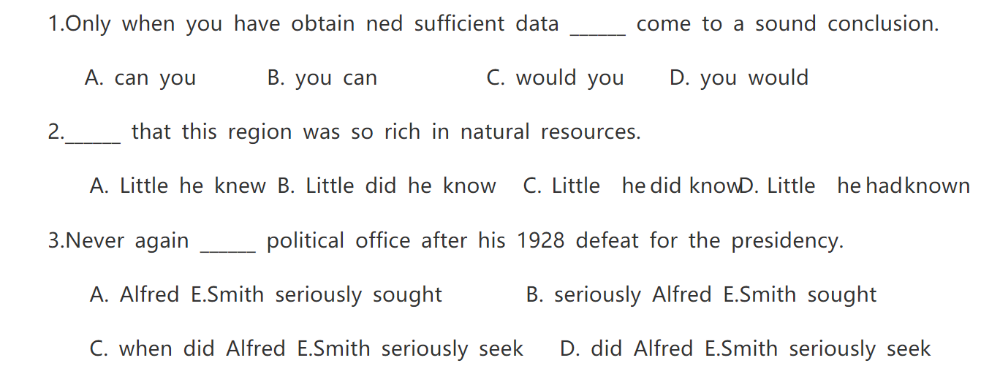 1.Only when you have obtain ned sufficient data ______ come to a sound conclusion.
A. can you B. you can C. would you D. you would
2.______ that this region was so rich in natural resources.
A. Little he knew B. Little did he know C. Little he did know D. Little he had known
3.Never again ______ political office after his 1928 defeat for the presidency.
A. Alfred E.Smith seriously sought B. seriously Alfred E.Smith sought
C. when did Alfred E.Smith seriously seek D. did Alfred E.Smith seriously seek